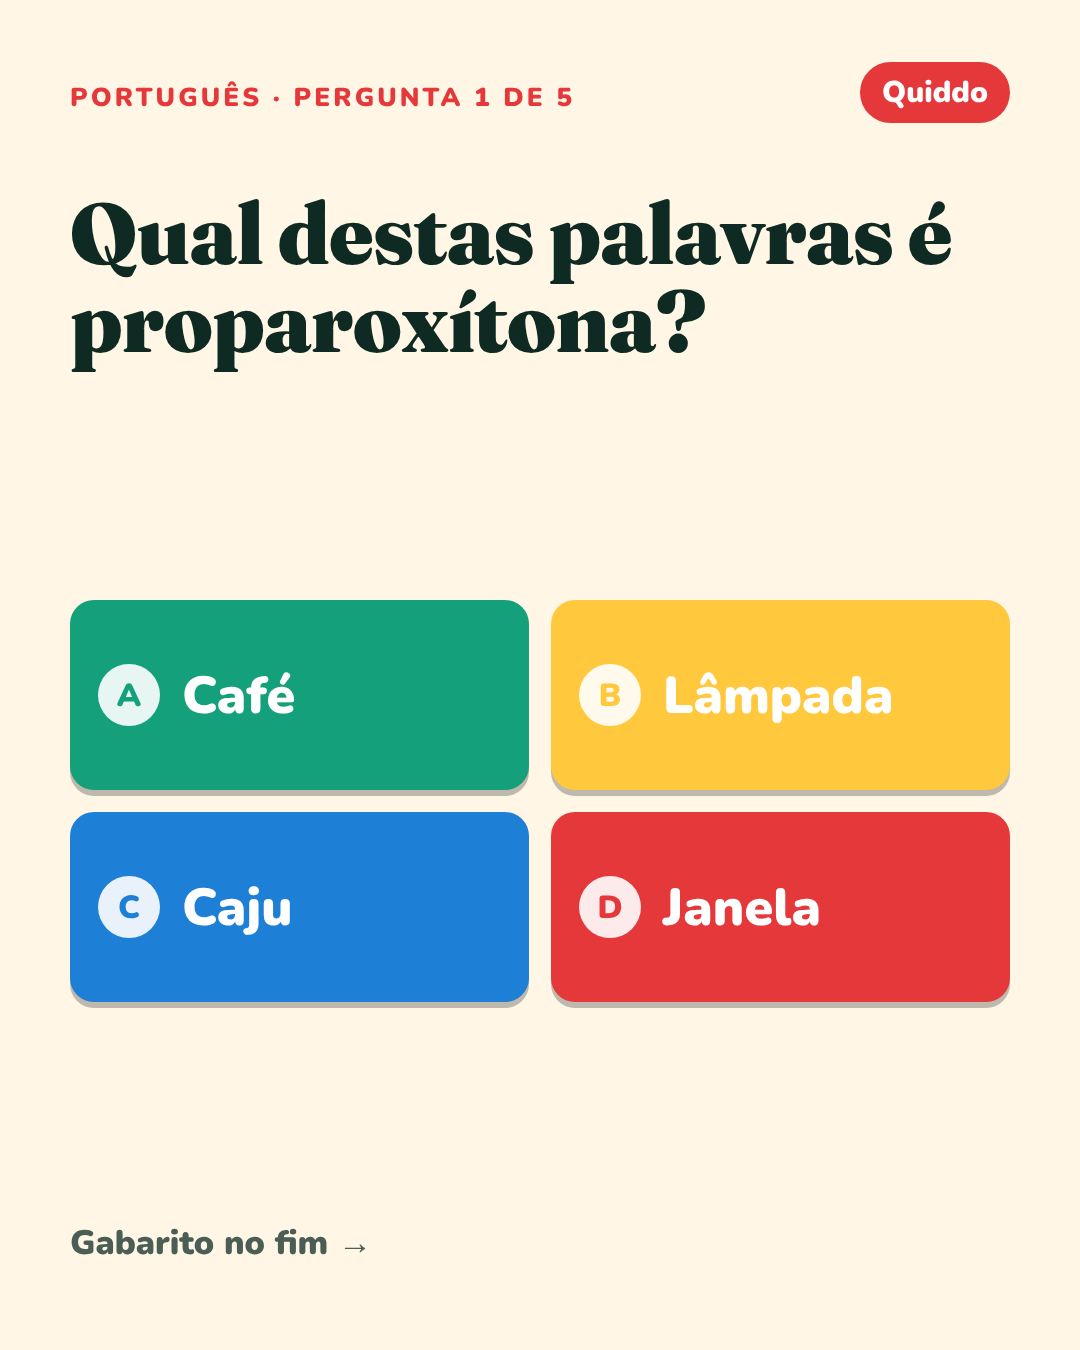 PORTUGUÊS · PERGUNTA 1 DE 5
Quiddo
Qual destas palavras é
proparoxítona?
A Café
B Lâmpada
C Caju
D Janela
Gabarito no fim →